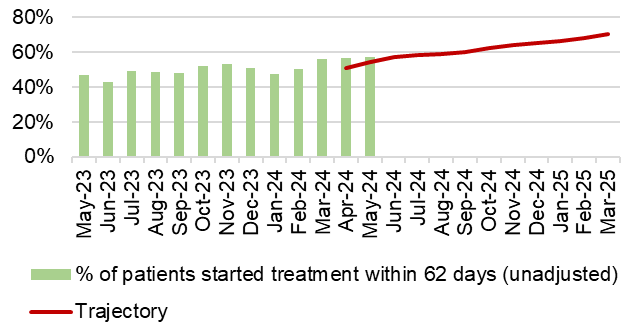 80%
60%
40%
20%
0%
May-23
Jun-23
Jul-23
Aug-23
Sep-23
Oct-23
Nov-23
Dec-23
Jan-24
Feb-24
Mar-24
Apr-24
May-24
Jun-24
Jul-24
Aug-24
Sep-24
Oct-24
Nov-24
Dec-24
Jan-25
Feb-25
Mar-25
% of patients started treatment within 62 days (unadjusted)
Trajectory